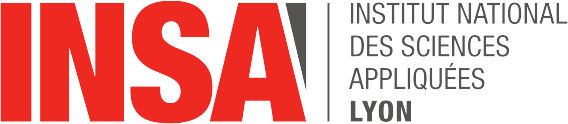 INSA
INSTITUT NATIONAL
DES SCIENCES
APPLIQUÉES
LYON